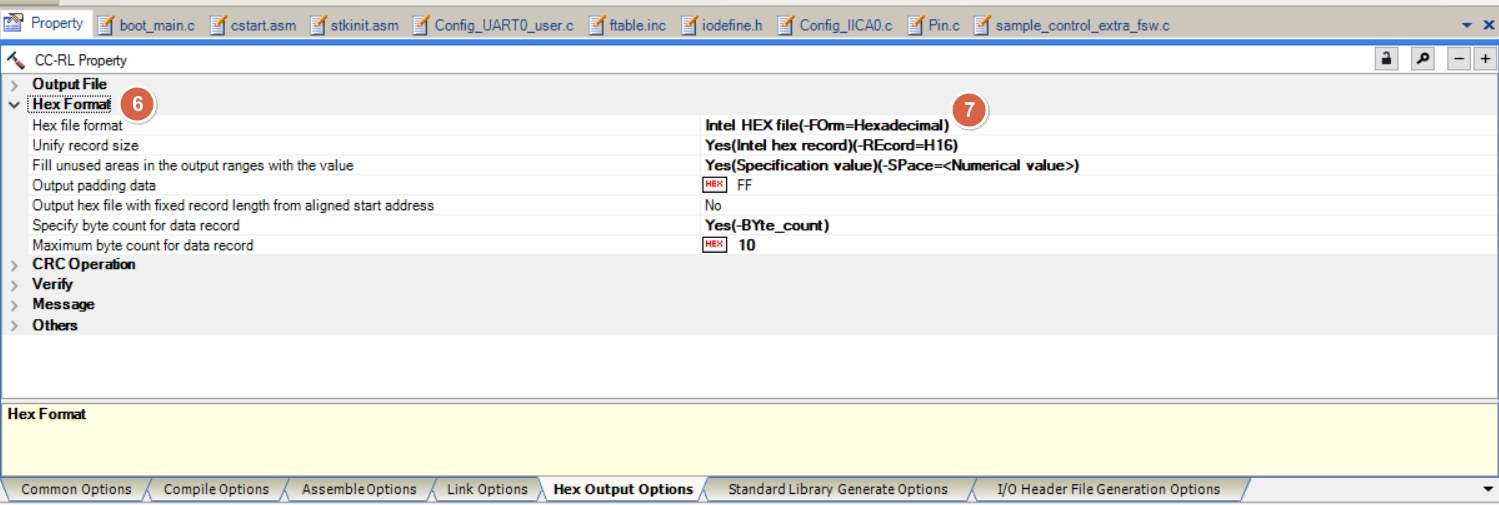 Property boot_main.c cstart.asm stkinit.asm Config_UART0_user.c ftable.inc iodefine.h Config_IICA0.c Pin.c sample_control_extra_fsw.c
CC-RL Property
Output File
Hex Format 6
7
Hex file format Intel HEX file(-FOrm=Hexadecimal)
Unify record size Yes(Intel hex record)(-REcord=H16)
Fill unused areas in the output ranges with the value Yes(Specification value)(-SPace=<Numerical value>)
Output padding data HEX FF
Output hex file with fixed record length from aligned start address No
Specify byte count for data record Yes(-BYte_count)
Maximum byte count for data record HEX 10
CRC Operation
Verify
Message
Others
Hex Format
Common Options Compile Options Assemble Options Link Options Hex Output Options Standard Library Generate Options I/O Header File Generation Options